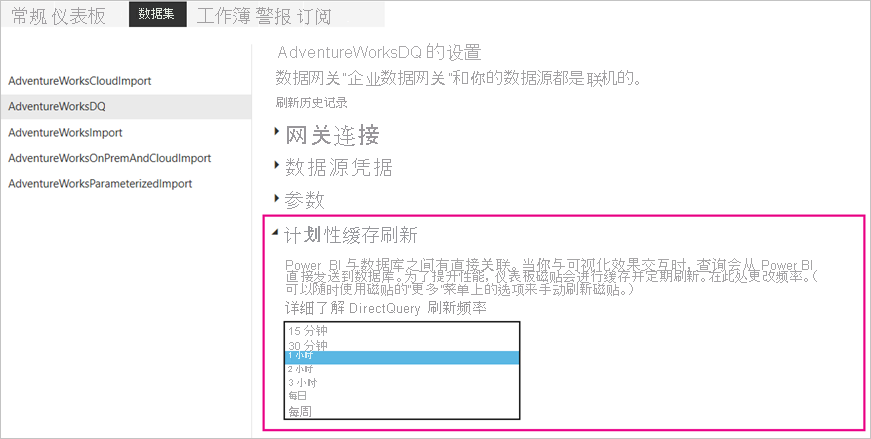 常规 仪表板 数据集 工作簿 警报 订阅
AdventureWorksCloudImport
AdventureWorksDQ
AdventureWorksImport
AdventureWorksOnPremAndCloudImport
AdventureWorksParameterizedImport
AdventureWorksDQ 的设置
数据网关“企业数据网关”和你的数据源都是联机的。
刷新历史记录
网关连接
数据源凭据
参数
计划性缓存刷新
Power BI 与数据库之间有直接关联。当你与可视化效果交互时, 查询会从 Power BI
直接发送到数据库。为了提升性能, 仪表板磁贴会进行缓存并定期刷新。在此处更改频率。(
可以随时使用磁贴的“更多”菜单上的选项来手动刷新磁贴。)
详细了解 DirectQuery 刷新频率
15 分钟
30 分钟
1 小时
2 小时
3 小时
每日
每周